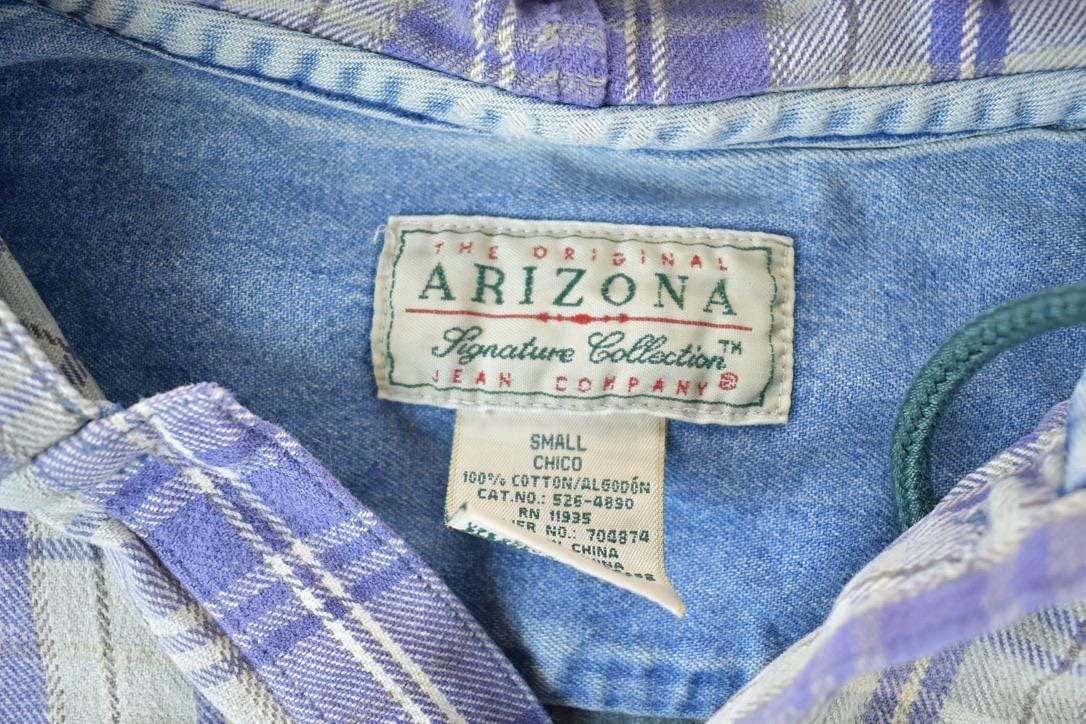 THE ORIGINAL
ARIZONA
Signature Collection™
JEAN COMPANY®
SMALL
CHICO
100% COTTON/ALGODÓN
CAT.NO.: 526-4890
RN 11935
NO.: 704874
CHINA